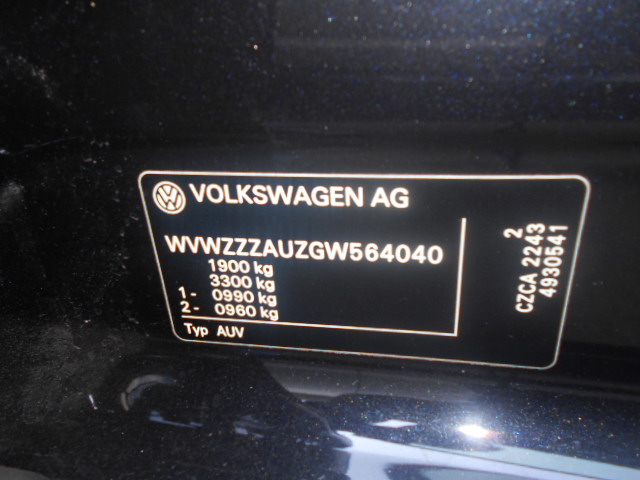 VOLKSWAGEN AG
WVWZZZAUZGW564040
1900 kg
3300 kg
1- 0990 kg
2- 0960 kg
Typ AUV
2
CZCA 2243
4930541